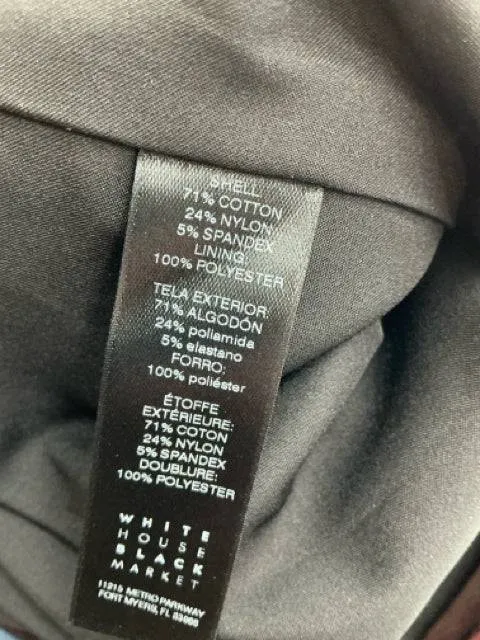 SHELL
71% COTTON
24% NYLON
5% SPANDEX
LINING:
100% POLYESTER
TELA EXTERIOR:
71% ALGODÓN
24% poliamida
5% elastano
FORRO:
100% poliéster
ÉTOFFE
EXTÉRIEURE:
71% COTON
24% NYLON
5% SPANDEX
DOUBLURE:
100% POLYESTER
WHITE
HOUSE
BLACK
MARKET
11215 METRO PARKWAY
FORT MYERS, FL